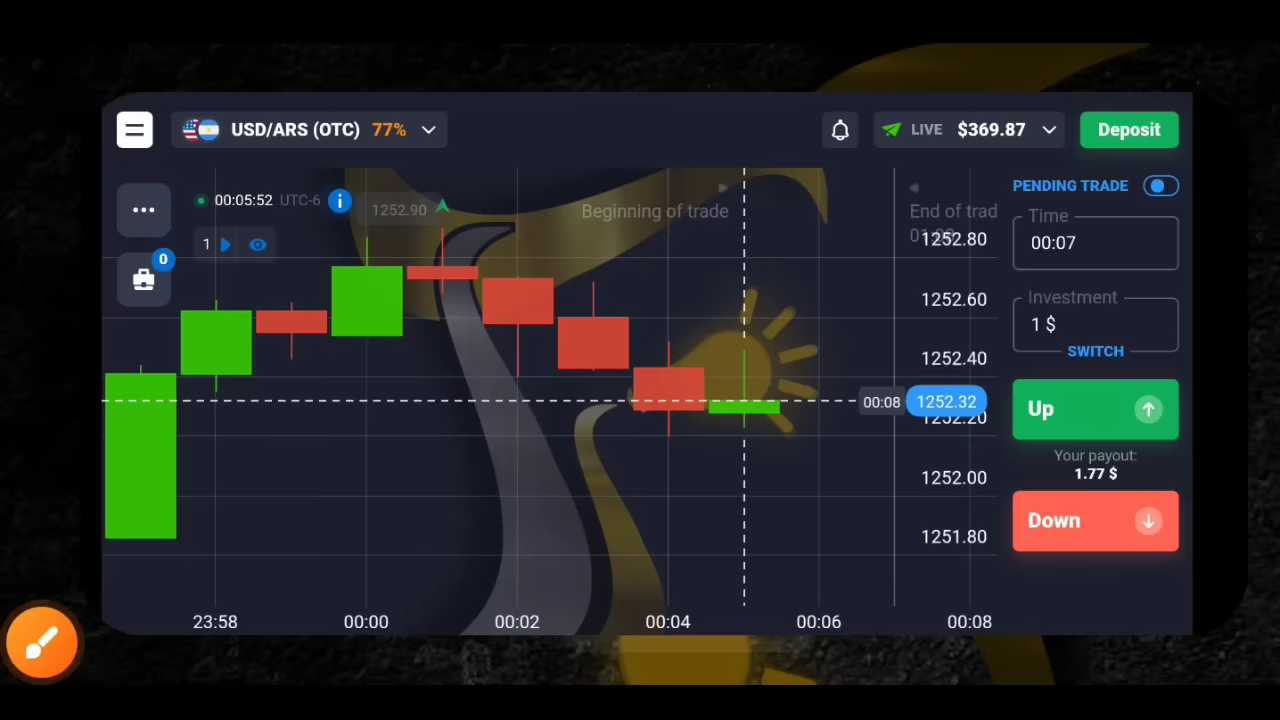 USD/ARS (OTC) 77%
LIVE $369.87
Deposit
00:05:52 UTC-6
1252.90
1
0
Beginning of trade
End of trad
1252.80
1252.60
1252.40
00:08 1252.32
1252.20
1252.00
1251.80
23:58 00:00 00:02 00:04 00:06 00:08
PENDING TRADE
Time
00:07
Investment
1 $
SWITCH
Up
Your payout:
1.77 $
Down